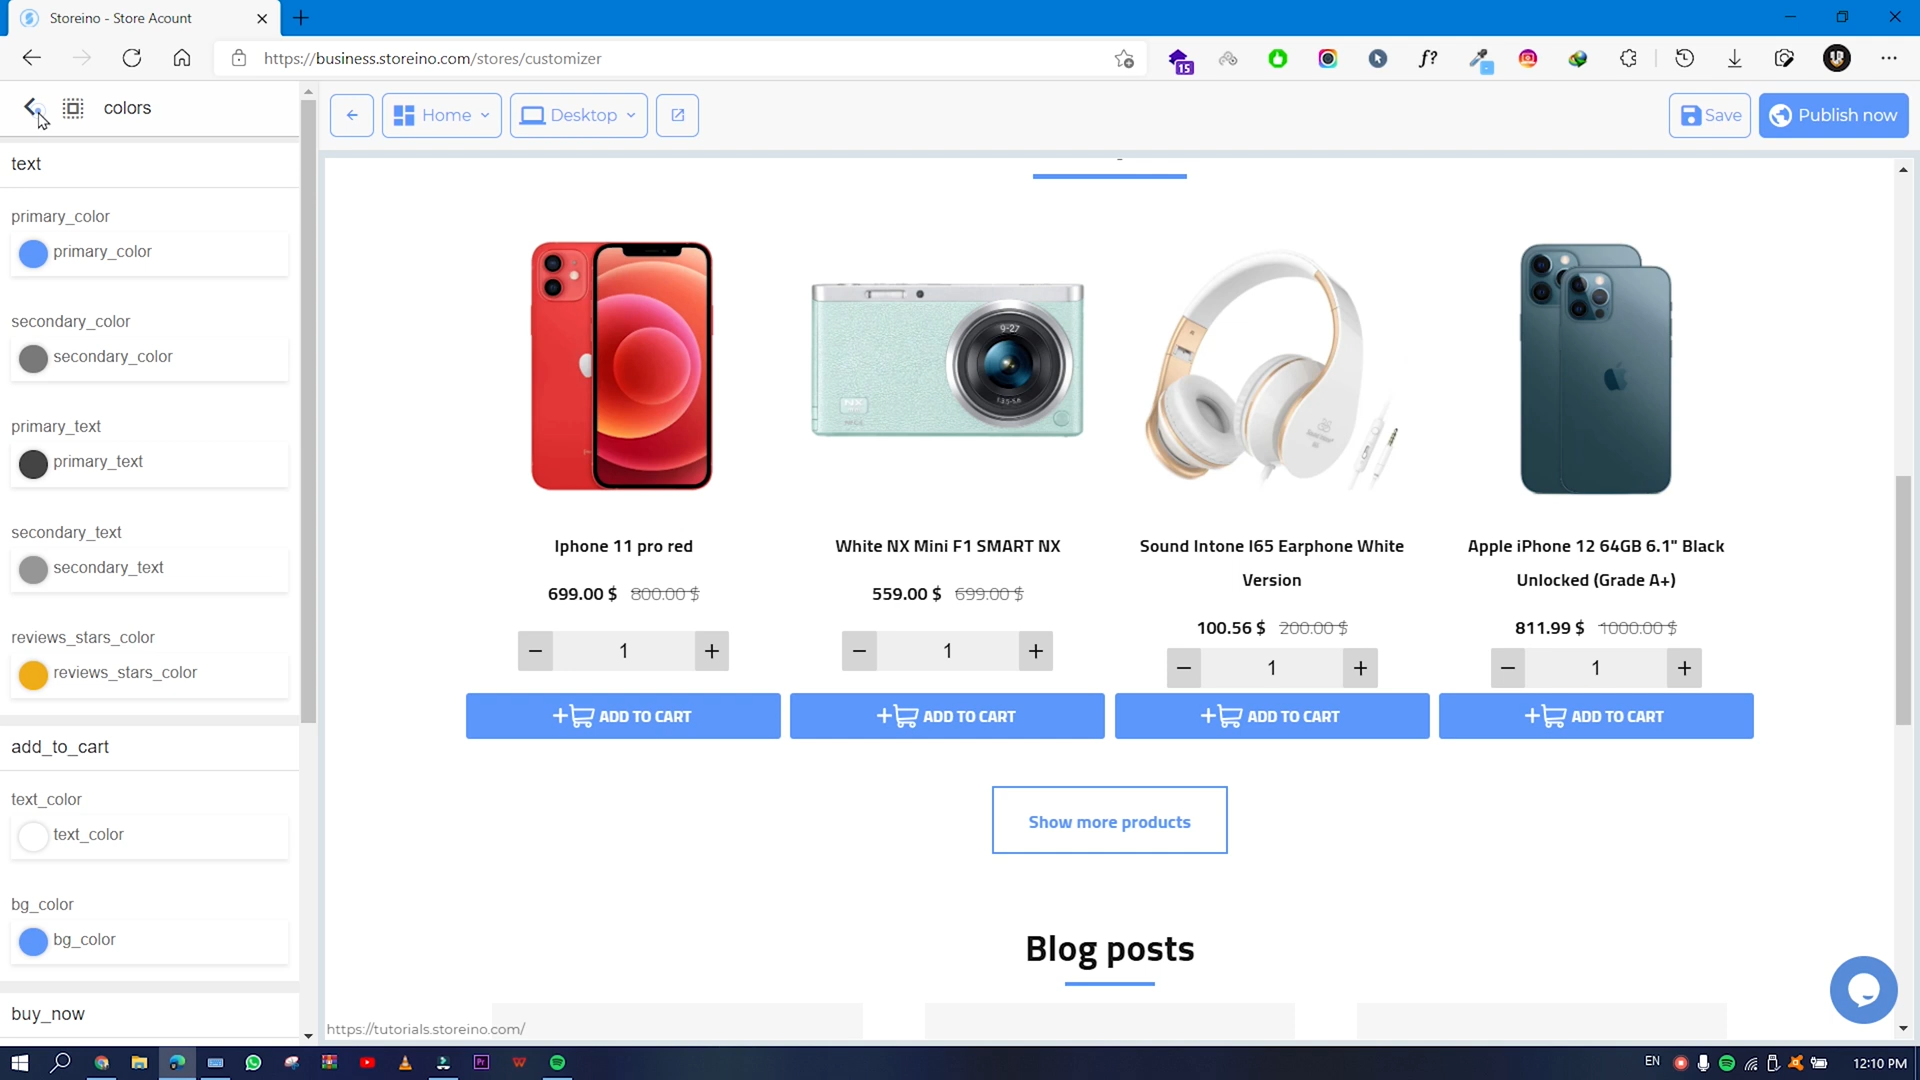 Storeino - Store Acount
https://business.storeino.com/stores/customizer
15
f?
colors
Home
Desktop
Save
Publish now
text
primary_color
primary_color
secondary_color
secondary_color
primary_text
primary_text
secondary_text
secondary_text
reviews_stars_color
reviews_stars_color
add_to_cart
text_color
text_color
bg_color
bg_color
buy_now
9-27
NX
Iphone 11 pro red
699.00 $ 800.00 $
− 1 +
ADD TO CART
White NX Mini F1 SMART NX
559.00 $ 699.00 $
− 1 +
ADD TO CART
Sound Intone I65 Earphone White
Version
100.56 $ 200.00 $
− 1 +
ADD TO CART
Apple iPhone 12 64GB 6.1" Black
Unlocked (Grade A+)
811.99 $ 1000.00 $
− 1 +
ADD TO CART
Show more products
Blog posts
https://tutorials.storeino.com/
Pr
W
EN
12:10 PM